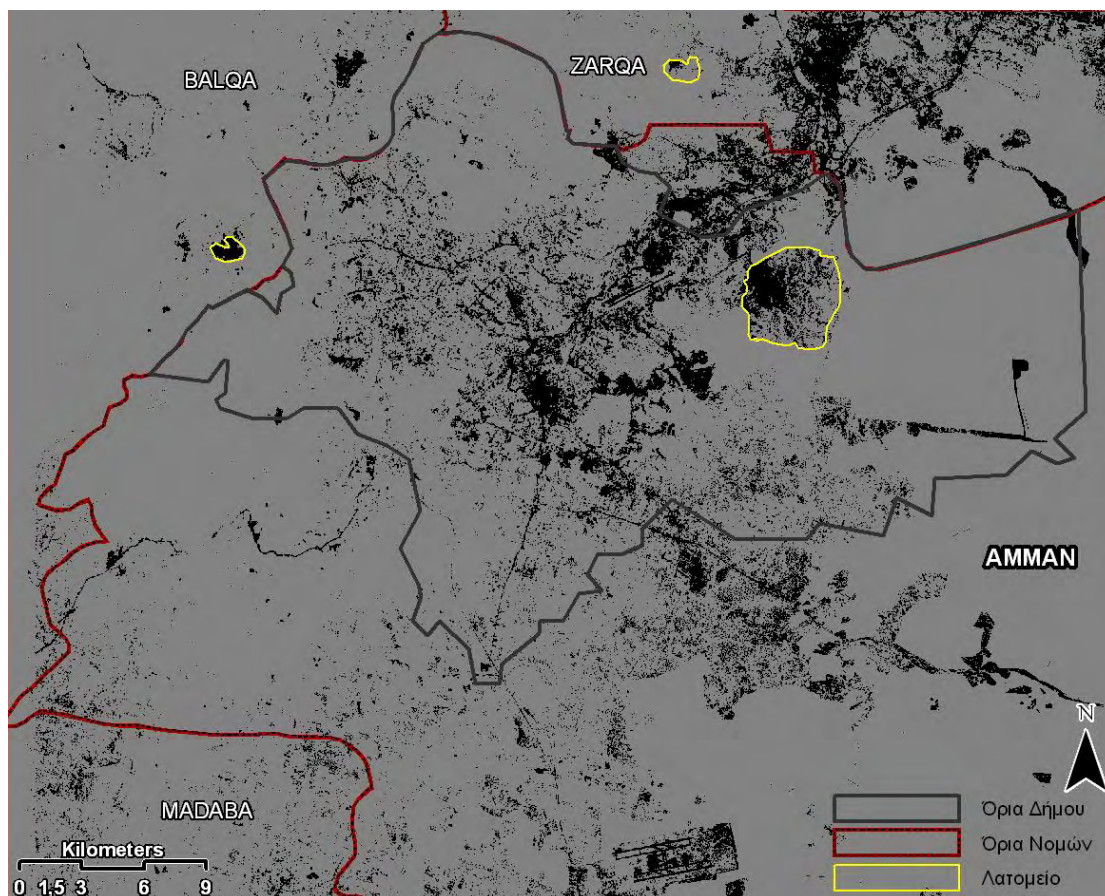 BALQA
ZARQA
AMMAN
N
MADABA
Όρια Δήμου
Όρια Νομών
Λατομείο
Kilometers
0 1.5 3 6 9